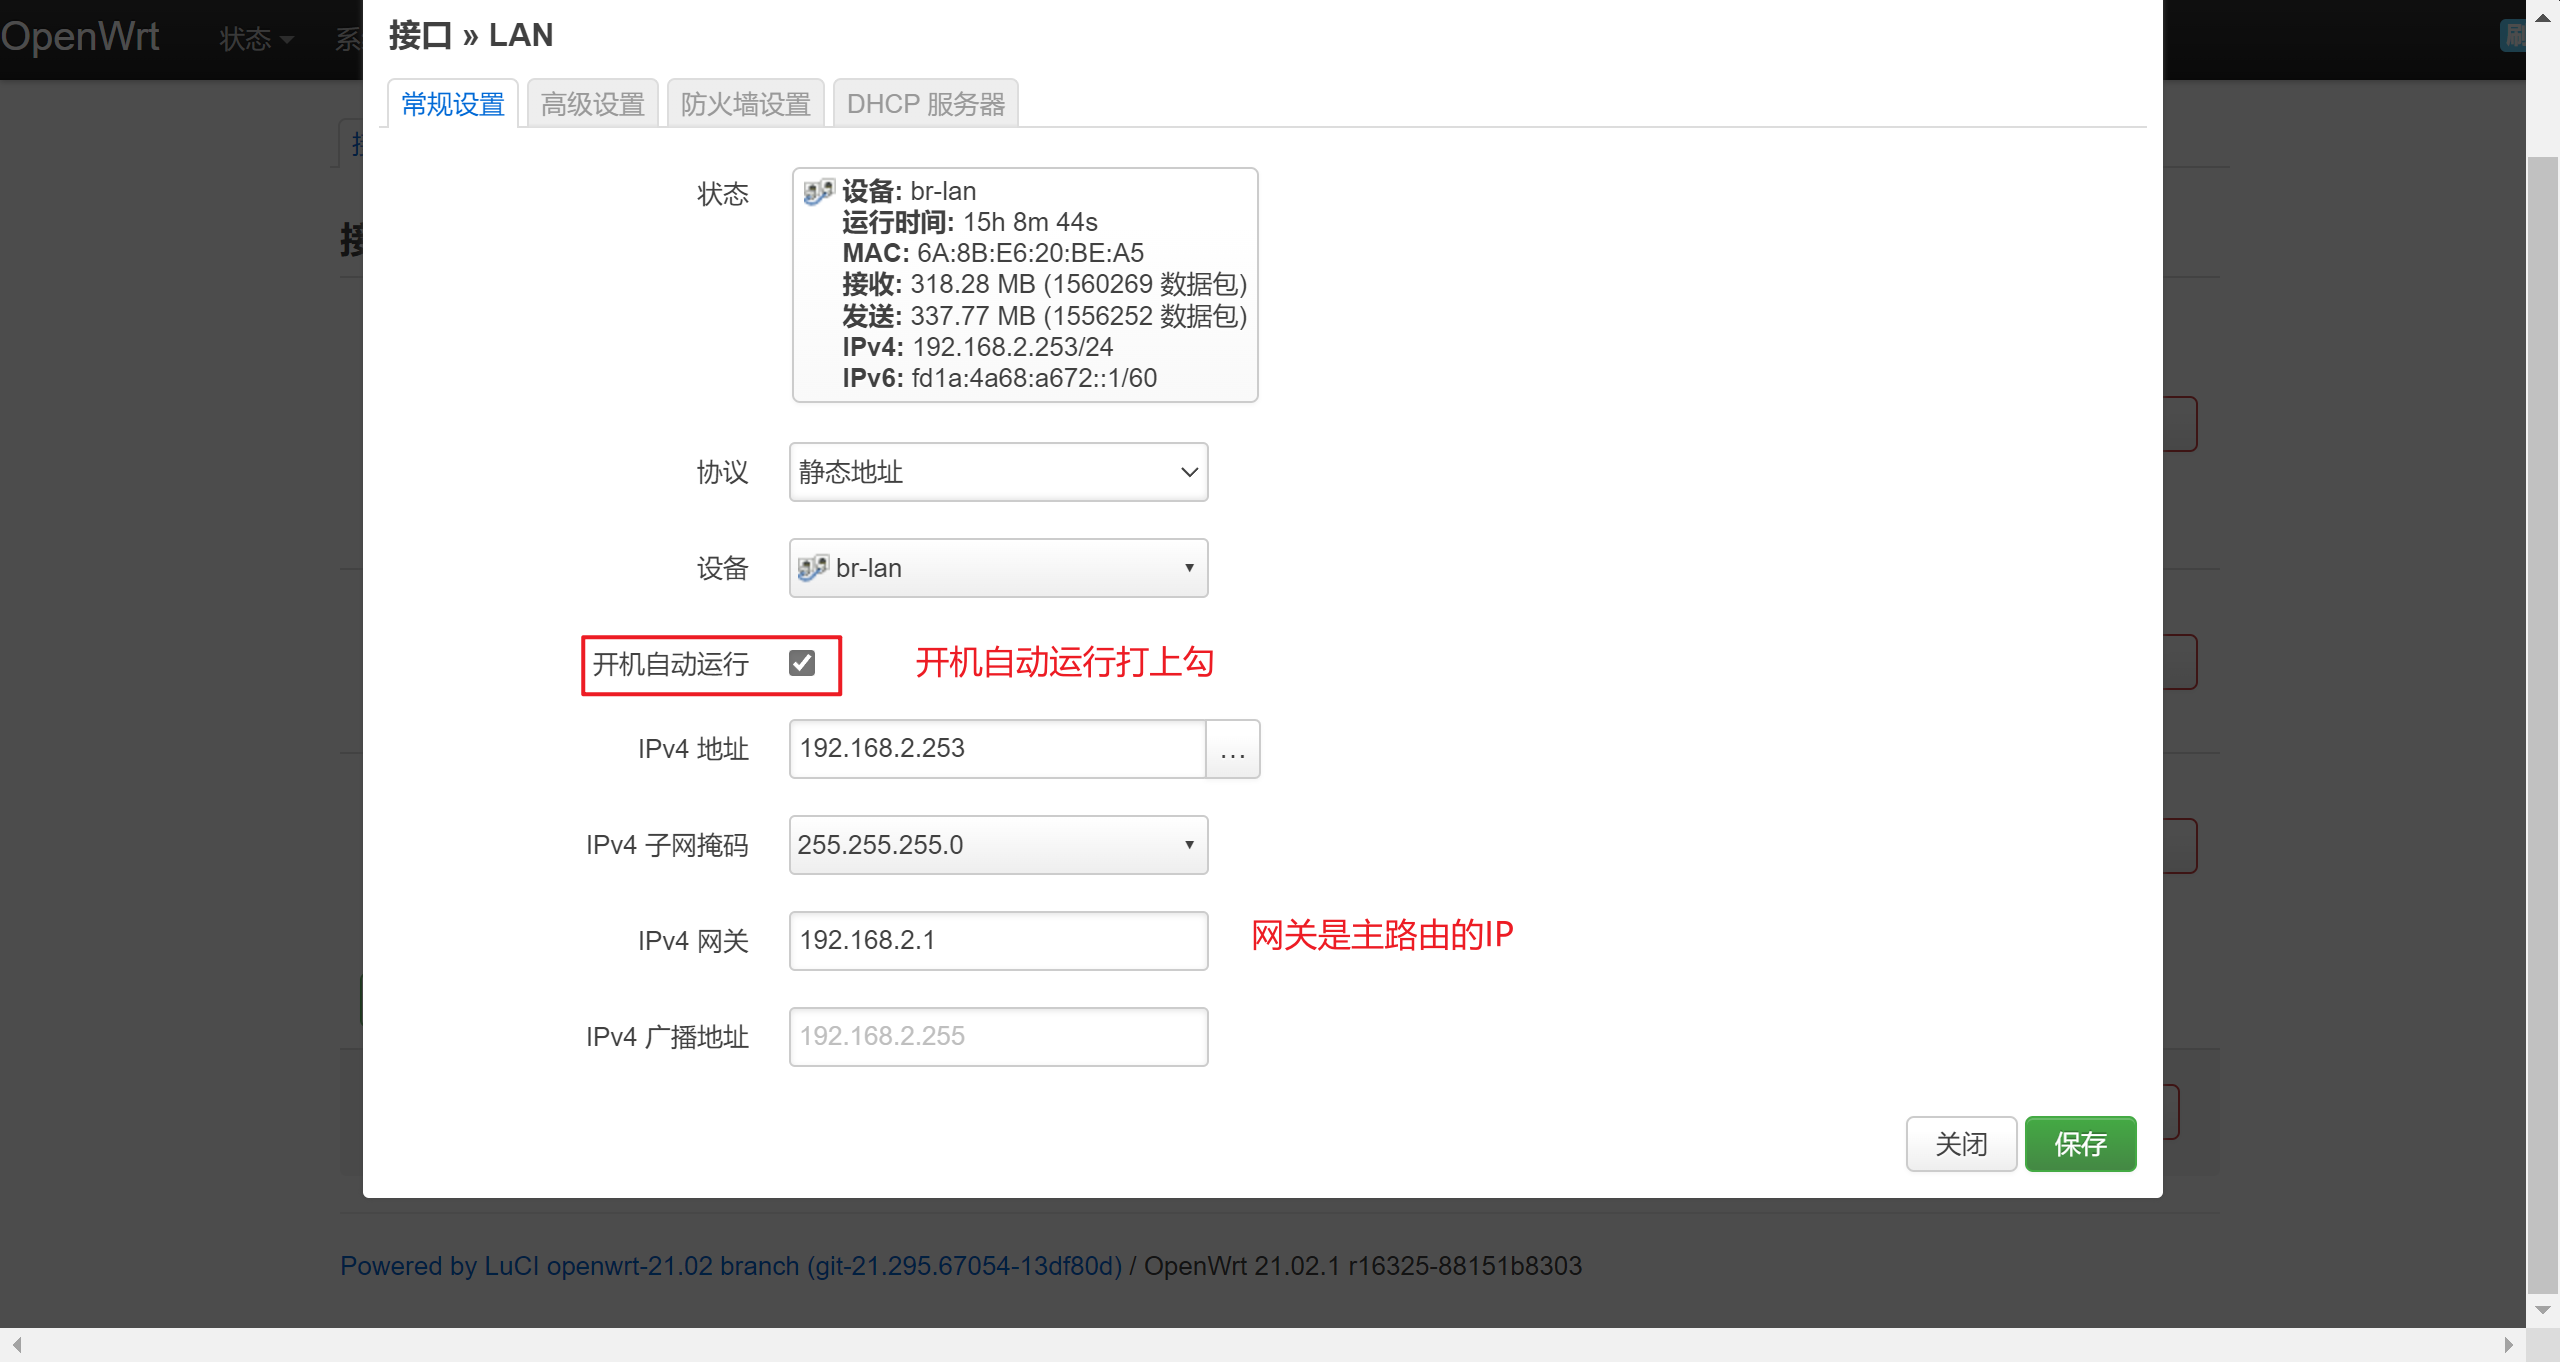 OpenWrt 状态 系
接口 » LAN
常规设置 高级设置 防火墙设置 DHCP 服务器
状态
设备: br-lan
运行时间: 15h 8m 44s
MAC: 6A:8B:E6:20:BE:A5
接收: 318.28 MB (1560269 数据包)
发送: 337.77 MB (1556252 数据包)
IPv4: 192.168.2.253/24
IPv6: fd1a:4a68:a672::1/60
协议 静态地址
设备 br-lan
开机自动运行 开机自动运行打上勾
IPv4 地址 192.168.2.253 …
IPv4 子网掩码 255.255.255.0
IPv4 网关 192.168.2.1 网关是主路由的IP
IPv4 广播地址 192.168.2.255
关闭 保存
Powered by LuCI openwrt-21.02 branch (git-21.295.67054-13df80d) / OpenWrt 21.02.1 r16325-88151b8303